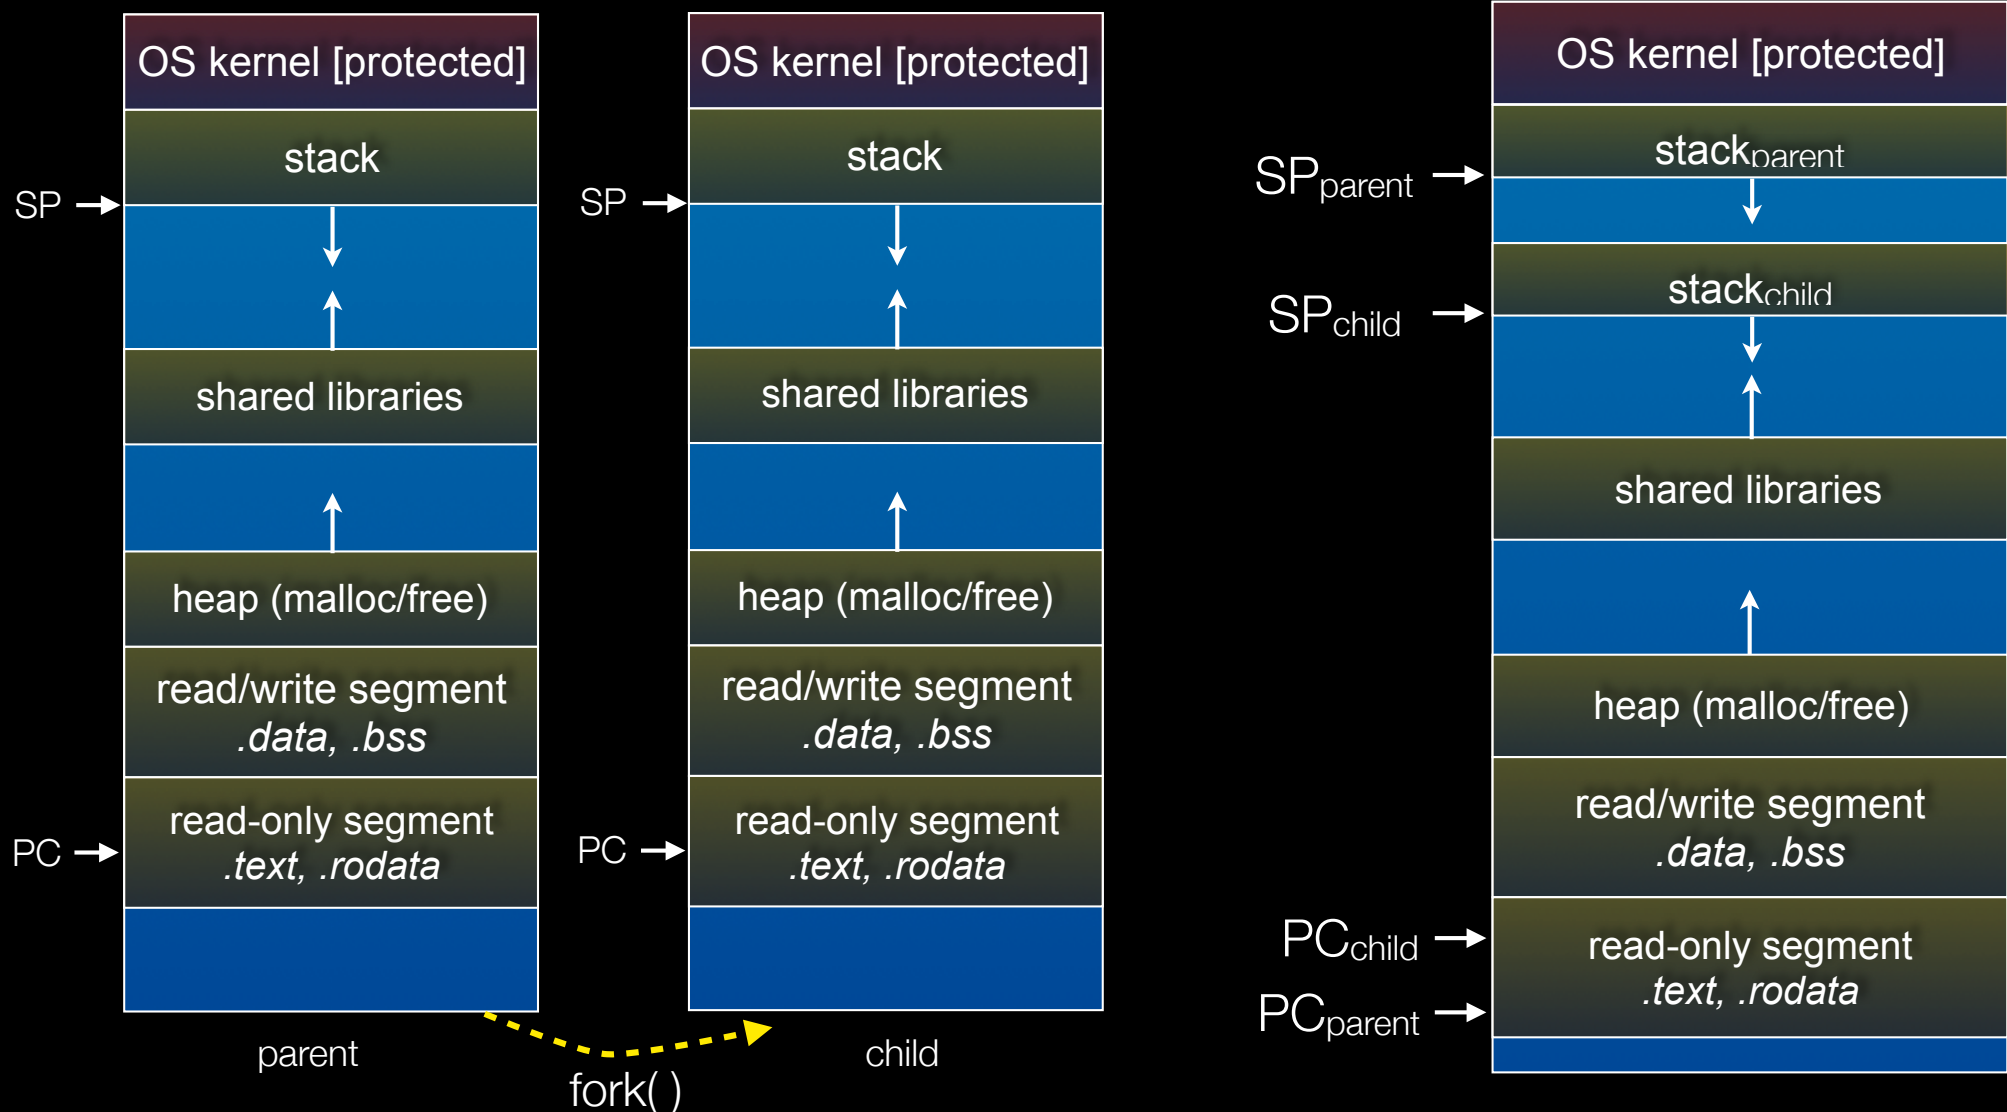 OS kernel [protected]
stack
SP
shared libraries
heap (malloc/free)
read/write segment
.data, .bss
read-only segment
.text, .rodata
PC
parent
fork( )
OS kernel [protected]
stack
SP
shared libraries
heap (malloc/free)
read/write segment
.data, .bss
read-only segment
.text, .rodata
PC
child
OS kernel [protected]
stackparent
SPparent
stackchild
SPchild
shared libraries
heap (malloc/free)
read/write segment
.data, .bss
PCchild
read-only segment
.text, .rodata
PCparent